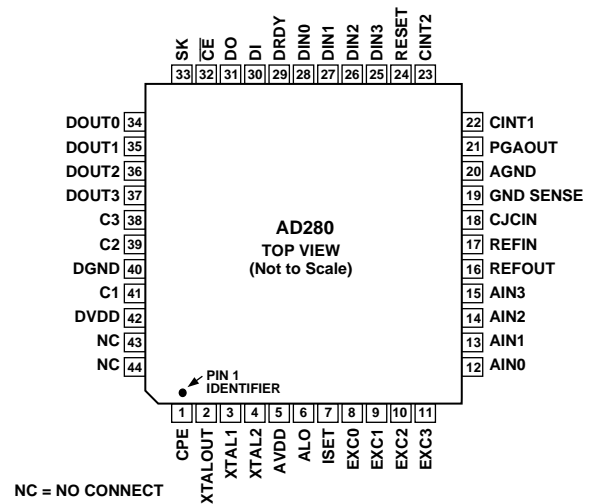 SK
CE
DO
DI
DRDY
DIN0
DIN1
DIN2
DIN3
RESET
CINT2
33 32 31 30 29 28 27 26 25 24 23
DOUT0 34
DOUT1 35
DOUT2 36
DOUT3 37
C3 38
C2 39
DGND 40
C1 41
DVDD 42
NC 43
NC 44
AD280
TOP VIEW
(Not to Scale)
22 CINT1
21 PGAOUT
20 AGND
19 GND SENSE
18 CJCIN
17 REFIN
16 REFOUT
15 AIN3
14 AIN2
13 AIN1
12 AIN0
PIN 1
IDENTIFIER
1 2 3 4 5 6 7 8 9 10 11
CPE
XTALOUT
XTAL1
XTAL2
AVDD
ALO
ISET
EXC0
EXC1
EXC2
EXC3
NC = NO CONNECT